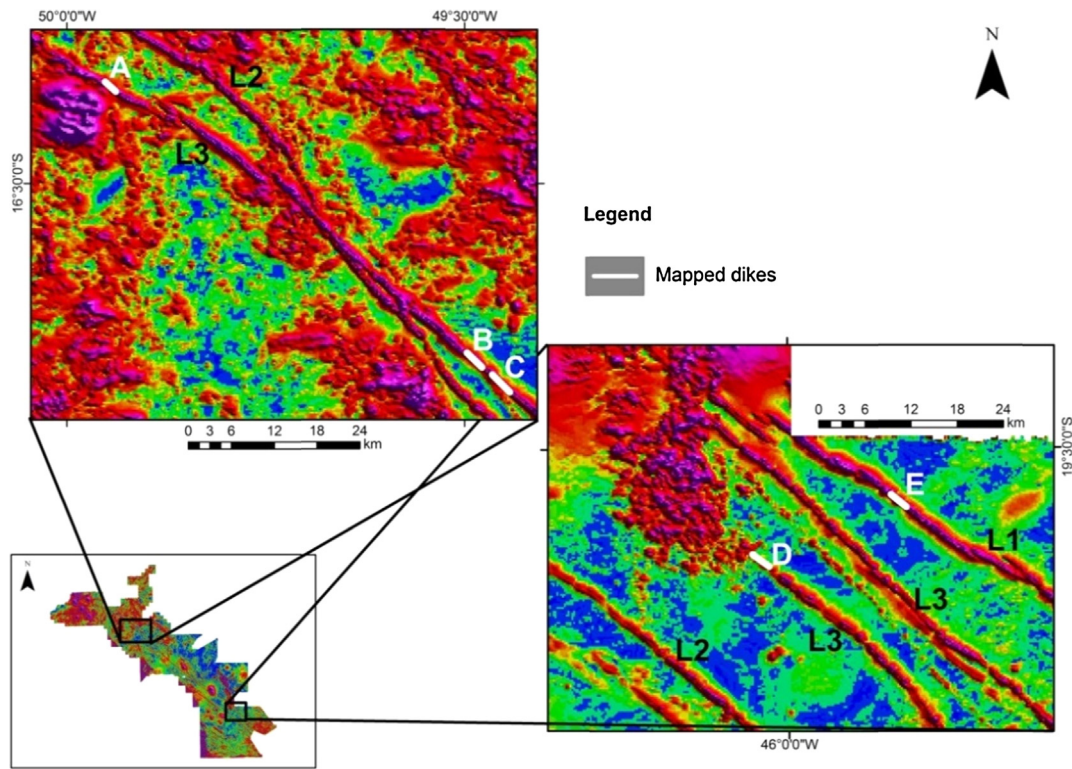 50°0'0"W
49°30'0"W
N
A
L2
L3
16°30'0"S
Legend
Mapped dikes
B
C
0 3 6 12 18 24
km
0 3 6 12 18 24
km
19°30'0"S
E
L1
D
L3
L2
L3
N
46°0'0"W